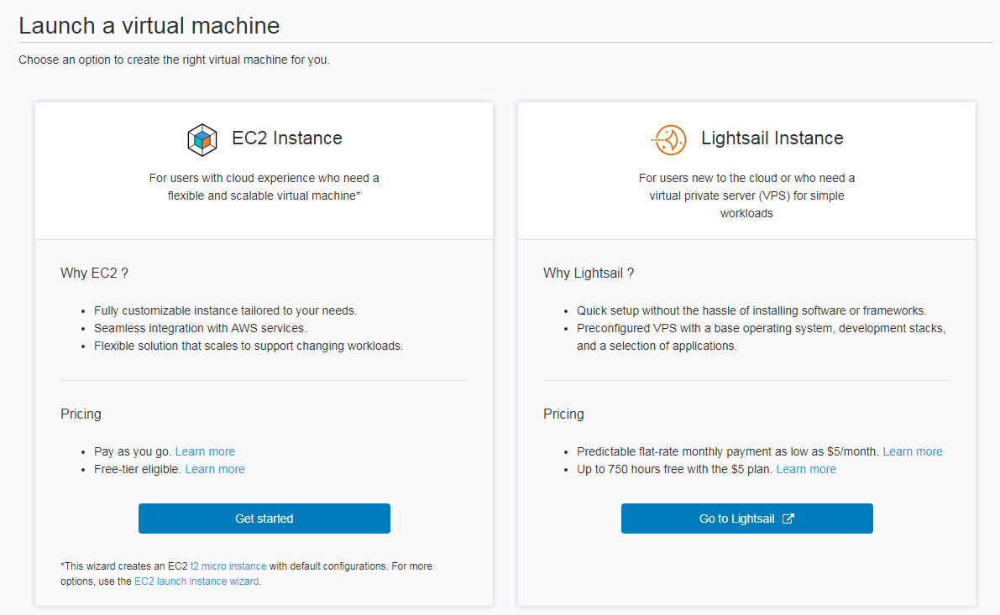 Launch a virtual machine
Choose an option to create the right virtual machine for you.
EC2 Instance
For users with cloud experience who need a
flexible and scalable virtual machine*
Why EC2 ?
Fully customizable instance tailored to your needs.
Seamless integration with AWS services.
Flexible solution that scales to support changing workloads.
Pricing
Pay as you go. Learn more
Free-tier eligible. Learn more
Get started
*This wizard creates an EC2 t2.micro instance with default configurations. For more
options, use the EC2 launch instance wizard.
Lightsail Instance
For users new to the cloud or who need a
virtual private server (VPS) for simple
workloads
Why Lightsail ?
Quick setup without the hassle of installing software or frameworks.
Preconfigured VPS with a base operating system, development stacks,
and a selection of applications.
Pricing
Predictable flat-rate monthly payment as low as $5/month. Learn more
Up to 750 hours free with the $5 plan. Learn more
Go to Lightsail